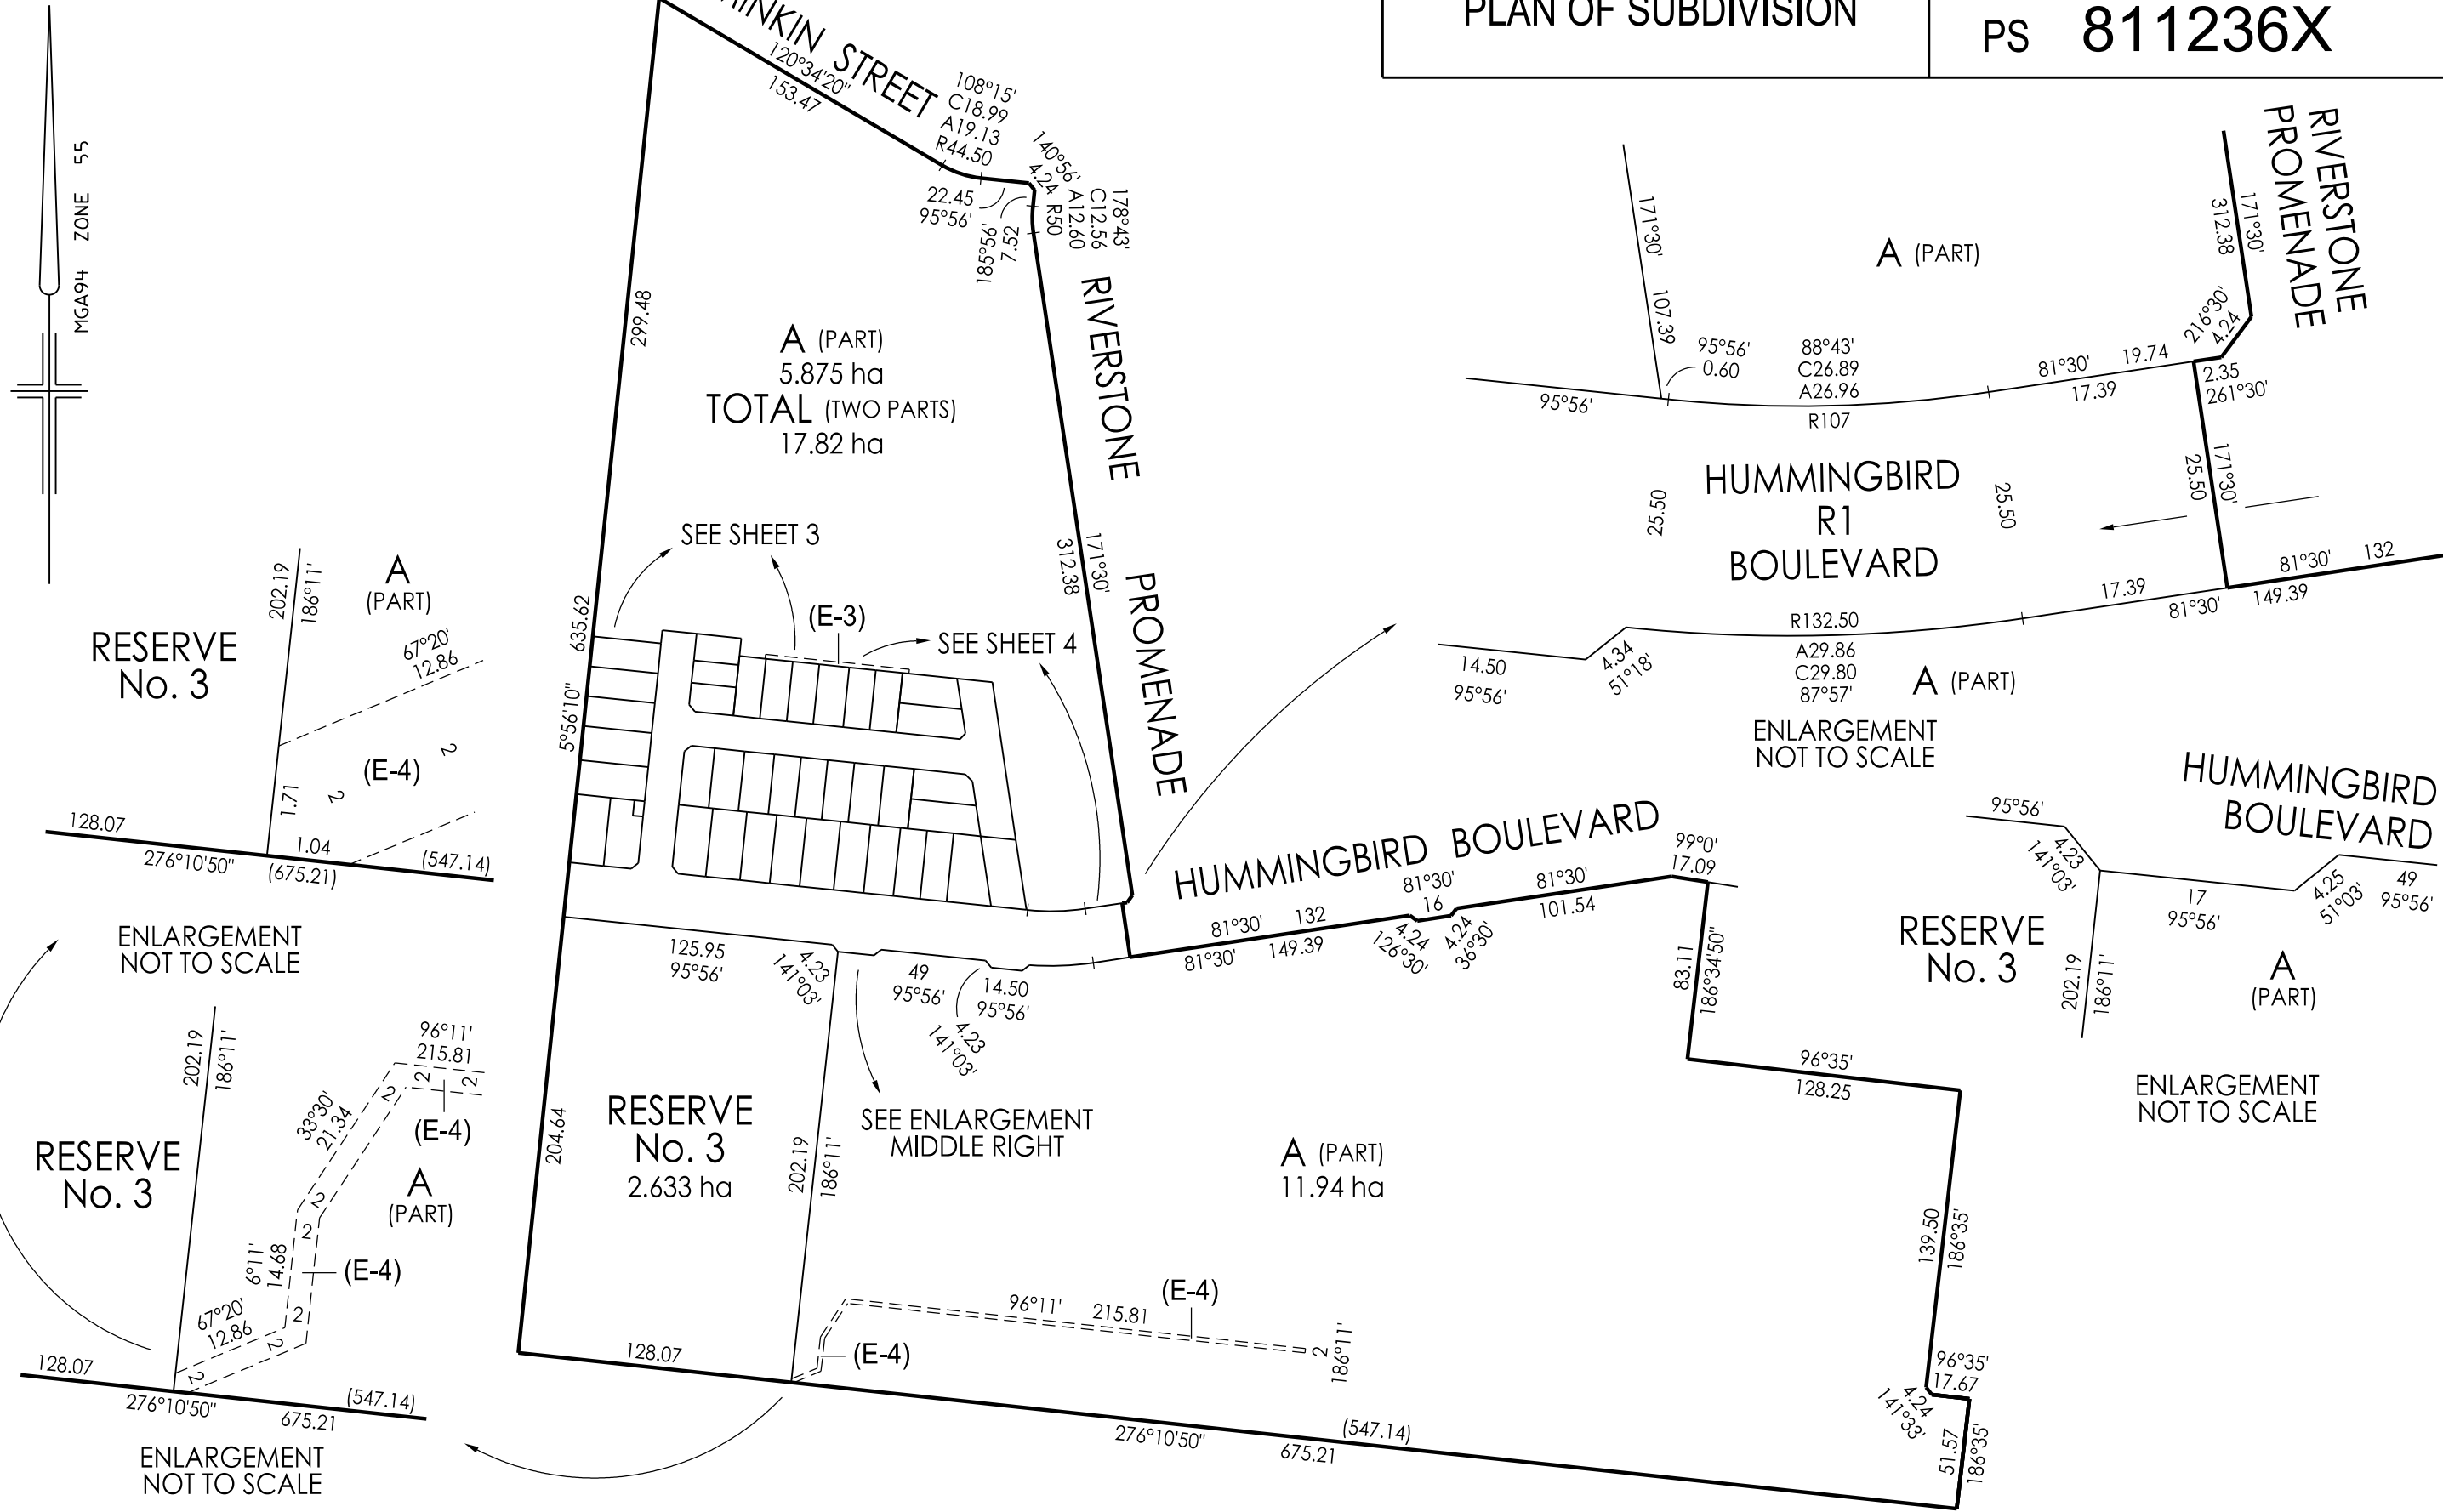 PLAN OF SUBDIVISION
PS 811236X
MGA94 ZONE 55
STREET
120°34'20"
153.47
108°15'
C18.99
A19.13
R44.50
22.45
95°56'
140°56'
4.24
178°43'
C12.56
A12.60
R50
185°56'
7.52
299.48
A (PART)
5.875 ha
TOTAL (TWO PARTS)
17.82 ha
RIVERSTONE
PROMENADE
171°30'
312.38
SEE SHEET 3
(E-3)
SEE SHEET 4
635.62
5°56'10"
RIVERSTONE
PROMENADE
171°30'
312.38
171°30'
107.39
A (PART)
216°30'
4.24
95°56'
0.60
88°43'
C26.89
A26.96
R107
81°30'
19.74
17.39
2.35
261°30'
95°56'
HUMMINGBIRD
R1
BOULEVARD
25.50
25.50
171°30'
25.50
81°30'
132
149.39
17.39
81°30'
R132.50
A29.86
C29.80
87°57'
14.50
95°56'
4.34
51°18'
A (PART)
ENLARGEMENT
NOT TO SCALE
202.19
186°11'
A
(PART)
RESERVE
No. 3
67°20'
12.86
2
(E-4)
2
1.71
128.07
1.04
276°10'50"
(675.21)
(547.14)
ENLARGEMENT
NOT TO SCALE
HUMMINGBIRD BOULEVARD
81°30'
132
81°30'
149.39
81°30'
16
4.24
126°30'
4.24
36°30'
81°30'
101.54
99°0'
17.09
83.11
186°34'50"
125.95
95°56'
4.23
141°03'
49
95°56'
14.50
95°56'
4.23
141°03'
SEE ENLARGEMENT
MIDDLE RIGHT
HUMMINGBIRD
BOULEVARD
95°56'
4.23
141°03'
17
95°56'
4.25
51°03'
49
95°56'
RESERVE
No. 3
202.19
186°11'
A
(PART)
ENLARGEMENT
NOT TO SCALE
202.19
186°11'
96°11'
215.81
2
2
2
33°30'
21.34
(E-4)
RESERVE
No. 3
A
(PART)
2
2
6°11'
14.68
(E-4)
67°20'
12.86
2
2
2
128.07
276°10'50"
675.21
(547.14)
ENLARGEMENT
NOT TO SCALE
204.64
RESERVE
No. 3
2.633 ha
202.19
186°11'
A (PART)
11.94 ha
96°35'
128.25
139.50
186°35'
96°11'
215.81
(E-4)
2
186°11'
(E-4)
128.07
276°10'50"
675.21
(547.14)
96°35'
17.67
4.24
141°33'
51.57
186°35'